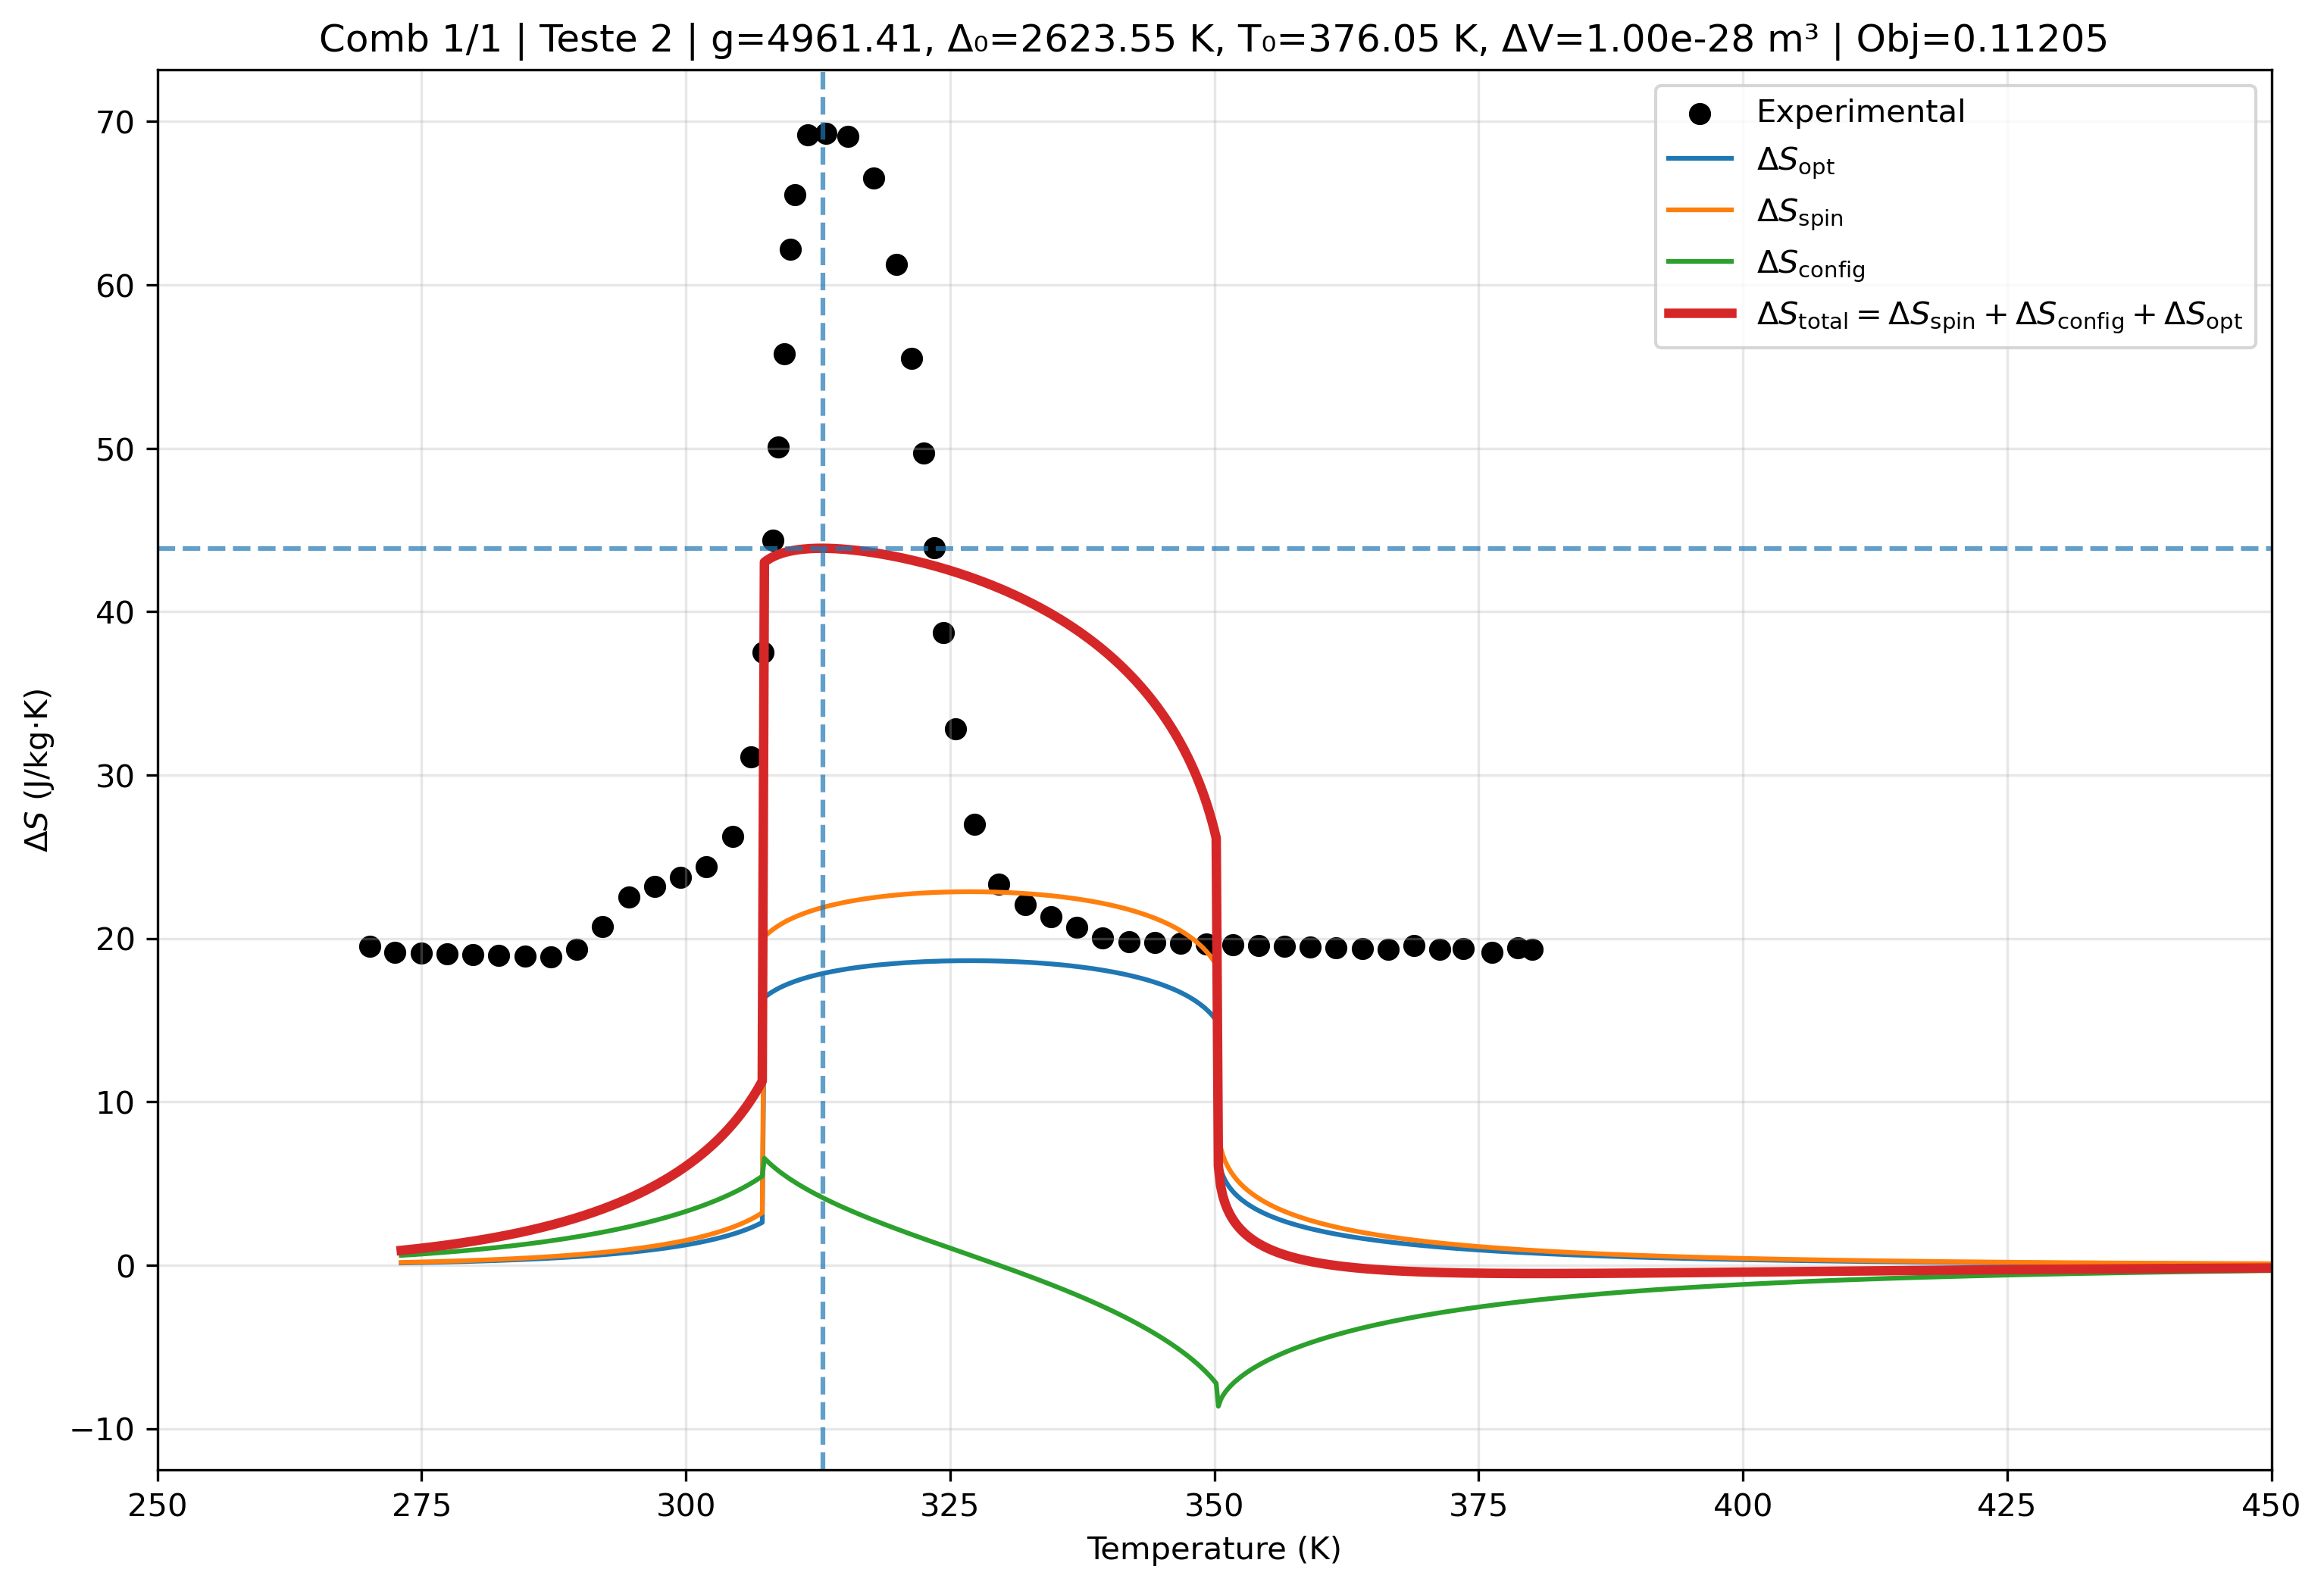 Comb 1/1 | Teste 2 | g=4961.41, Δ₀=2623.55 K, T₀=376.05 K, ΔV=1.00e-28 m³ | Obj=0.11205
Experimental
ΔS_opt
ΔS_spin
ΔS_config
ΔS_total = ΔS_spin + ΔS_config + ΔS_opt
ΔS (J/kg·K)
70
60
50
40
30
20
10
0
−10
250 275 300 325 350 375 400 425 450
Temperature (K)